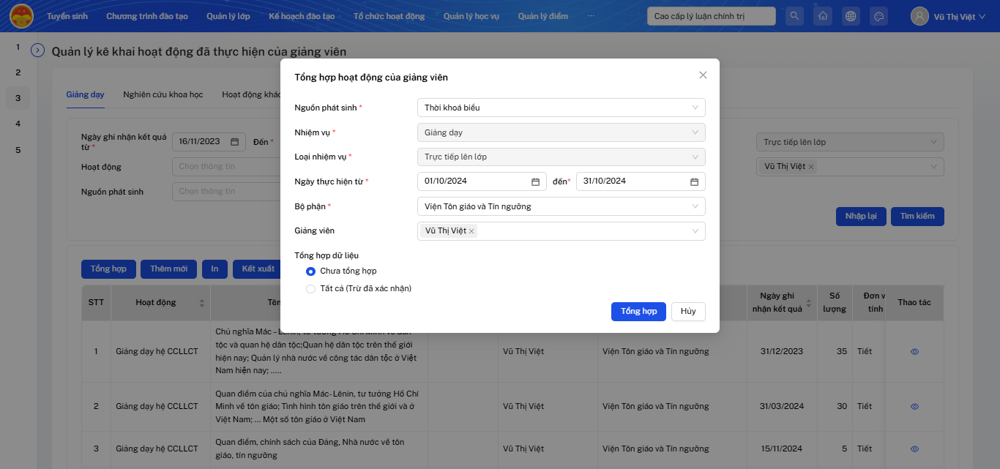 Tuyển sinh
Chương trình đào tạo
Quản lý lớp
Kế hoạch đào tạo
Tổ chức hoạt động
Quản lý học vụ
Quản lý điểm
...
Cao cấp lý luận chính trị
Vũ Thị Việt
1
2
3
4
5
Quản lý kê khai hoạt động đã thực hiện của giảng viên
Giảng dạy
Nghiên cứu khoa học
Hoạt động khác
Ngày ghi nhận kết quả
từ *
16/11/2023
Đến *
Trực tiếp lên lớp
Hoạt động
Chọn thông tin
Vũ Thị Việt
Nguồn phát sinh
Chọn thông tin
Nhập lại
Tìm kiếm
Tổng hợp
Thêm mới
In
Kết xuất
Tổng hợp hoạt động của giảng viên
Nguồn phát sinh *
Thời khoá biểu
Nhiệm vụ *
Giảng dạy
Loại nhiệm vụ *
Trực tiếp lên lớp
Ngày thực hiện từ *
01/10/2024
đến *
31/10/2024
Bộ phận *
Viện Tôn giáo và Tín ngưỡng
Giảng viên
Vũ Thị Việt
Tổng hợp dữ liệu
Chưa tổng hợp
Tất cả (Trừ đã xác nhận)
Tổng hợp
Hủy
STT
Hoạt động
Tên
Ngày ghi
nhận kết quả
Số
lượng
Đơn v
tính
Thao tác
1
Giảng dạy hệ CCLLCT
Chủ nghĩa Mác – Lênin, tư tưởng Hồ Chí Minh về dân
tộc và quan hệ dân tộc;Quan hệ dân tộc trên thế giới
hiện nay; Quản lý nhà nước về công tác dân tộc ở Việt
Nam hiện nay; .....
Vũ Thị Việt
Viện Tôn giáo và Tín ngưỡng
31/12/2023
35
Tiết
2
Giảng dạy hệ CCLLCT
Quan điểm của chủ nghĩa Mác- Lênin, tư tưởng Hồ Chí
Minh về tôn giáo; Tình hình tôn giáo trên thế giới và ở
Việt Nam; ... Một số tôn giáo ở Việt Nam
Vũ Thị Việt
Viện Tôn giáo và Tín ngưỡng
31/03/2024
30
Tiết
3
Giảng dạy hệ CCLLCT
Quan điểm, chính sách của Đảng, Nhà nước về tôn
giáo, tín ngưỡng
Vũ Thị Việt
Viện Tôn giáo và Tín ngưỡng
15/11/2024
5
Tiết